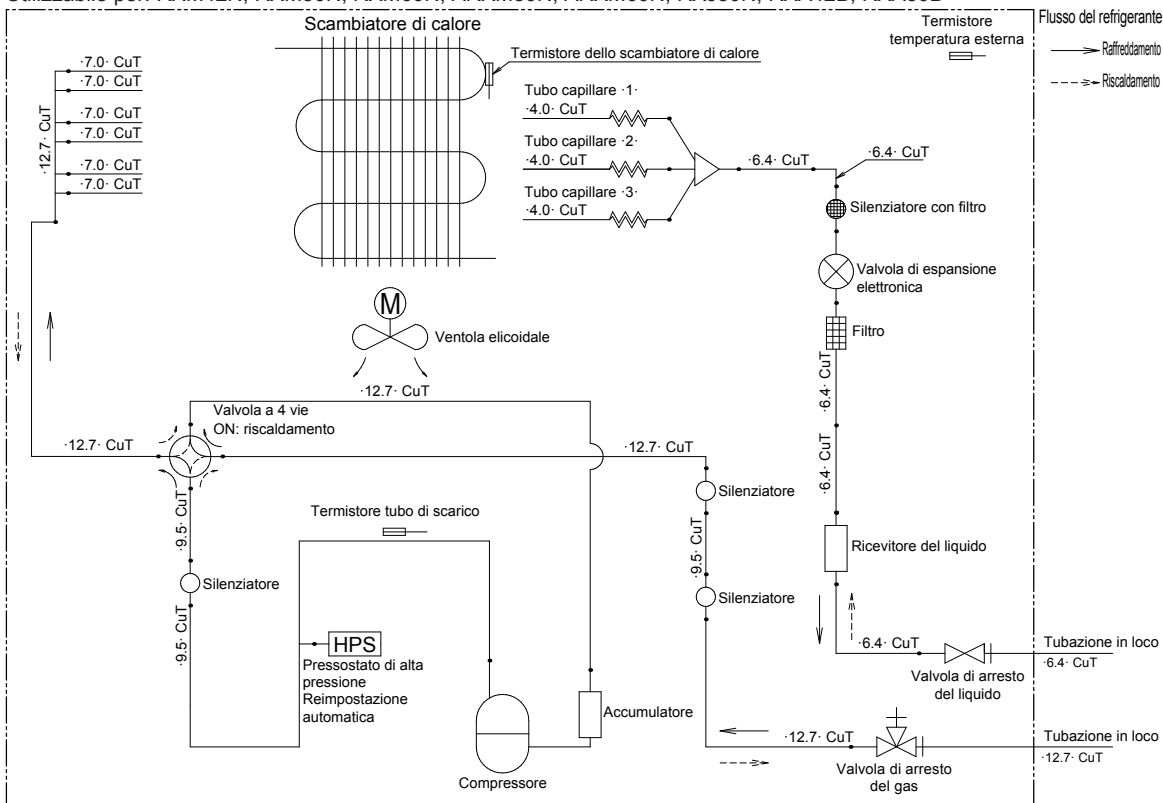 Scambiatore di calore
Termistore
temperatura esterna
Flusso del refrigerante
Raffreddamento
Riscaldamento
·7.0· CuT
·7.0· CuT
·7.0· CuT
·7.0· CuT
·7.0· CuT
·7.0· CuT
·12.7· CuT
Termistore dello scambiatore di calore
Tubo capillare ·1·
·4.0· CuT
Tubo capillare ·2·
·4.0· CuT
Tubo capillare ·3·
·4.0· CuT
·6.4· CuT
·6.4· CuT
Silenziatore con filtro
Valvola di espansione
elettronica
Filtro
·6.4· CuT
·6.4· CuT
M
Ventola elicoidale
·12.7· CuT
Valvola a 4 vie
ON: riscaldamento
·12.7· CuT
·12.7· CuT
Silenziatore
·9.5· CuT
Silenziatore
·9.5· CuT
Silenziatore
·9.5· CuT
Termistore tubo di scarico
HPS
Pressostato di alta
pressione
Reimpostazione
automatica
Compressore
Accumulatore
Ricevitore del liquido
·6.4· CuT
Valvola di arresto
del liquido
Tubazione in loco
·6.4· CuT
·12.7· CuT
Valvola di arresto
del gas
Tubazione in loco
·12.7· CuT